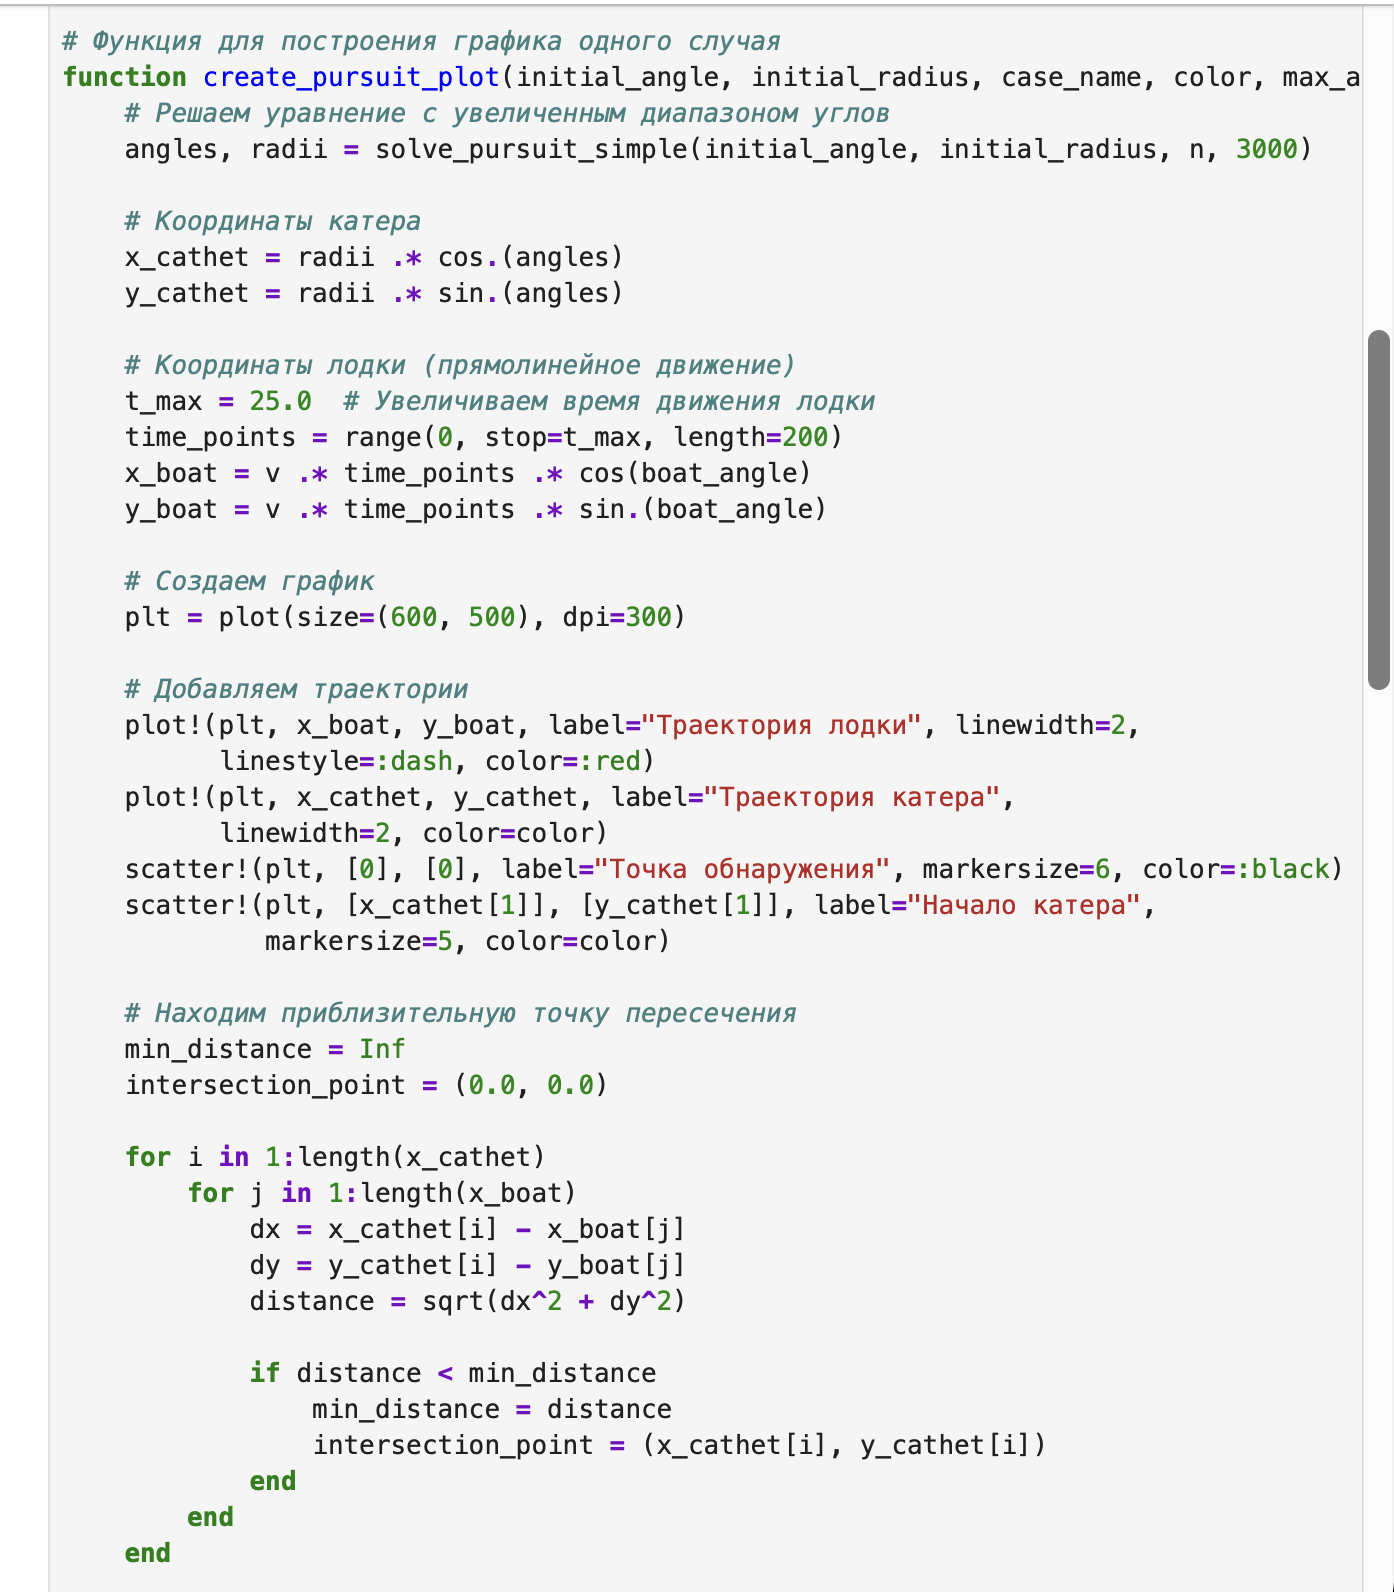 # Функция для построения графика одного случая
function create_pursuit_plot(initial_angle, initial_radius, case_name, color, max_a
    # Решаем уравнение с увеличенным диапазоном углов
    angles, radii = solve_pursuit_simple(initial_angle, initial_radius, n, 3000)

    # Координаты катера
    x_cathet = radii .* cos.(angles)
    y_cathet = radii .* sin.(angles)

    # Координаты лодки (прямолинейное движение)
    t_max = 25.0  # Увеличиваем время движения лодки
    time_points = range(0, stop=t_max, length=200)
    x_boat = v .* time_points .* cos(boat_angle)
    y_boat = v .* time_points .* sin.(boat_angle)

    # Создаем график
    plt = plot(size=(600, 500), dpi=300)

    # Добавляем траектории
    plot!(plt, x_boat, y_boat, label="Траектория лодки", linewidth=2,
          linestyle=:dash, color=:red)
    plot!(plt, x_cathet, y_cathet, label="Траектория катера",
          linewidth=2, color=color)
    scatter!(plt, [0], [0], label="Точка обнаружения", markersize=6, color=:black)
    scatter!(plt, [x_cathet[1]], [y_cathet[1]], label="Начало катера",
             markersize=5, color=color)

    # Находим приблизительную точку пересечения
    min_distance = Inf
    intersection_point = (0.0, 0.0)

    for i in 1:length(x_cathet)
        for j in 1:length(x_boat)
            dx = x_cathet[i] - x_boat[j]
            dy = y_cathet[i] - y_boat[j]
            distance = sqrt(dx^2 + dy^2)

            if distance < min_distance
                min_distance = distance
                intersection_point = (x_cathet[i], y_cathet[i])
            end
        end
    end